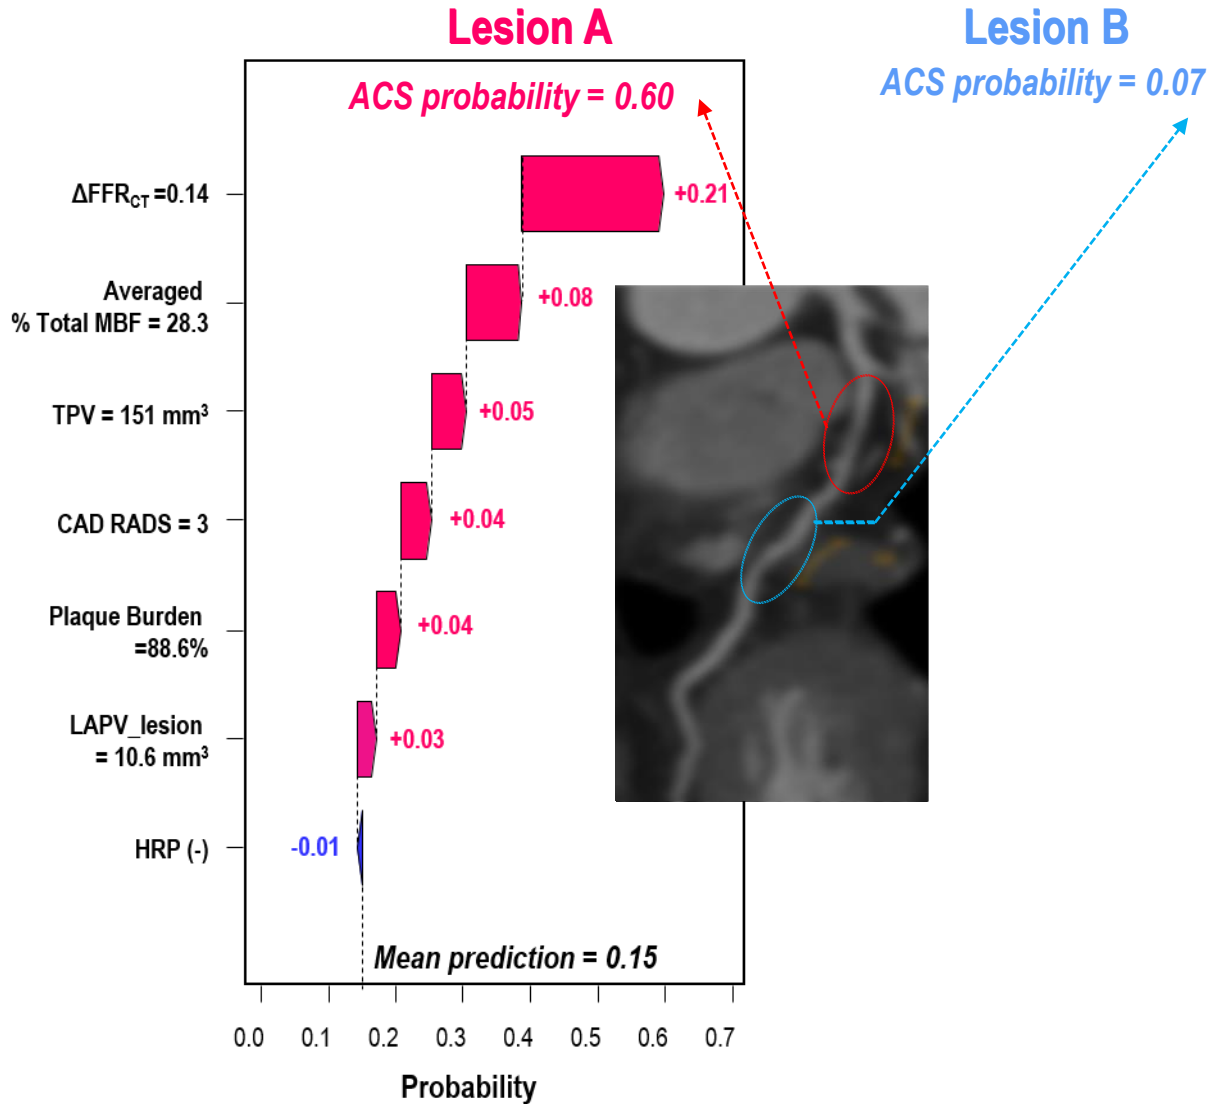 Lesion A
Lesion B
ACS probability = 0.60
ACS probability = 0.07
ΔFFRCT =0.14
+0.21
Averaged
% Total MBF = 28.3
+0.08
TPV = 151 mm³
+0.05
CAD RADS = 3
+0.04
Plaque Burden
=88.6%
+0.04
LAPV_lesion
= 10.6 mm³
+0.03
HRP (-)
-0.01
Mean prediction = 0.15
0.0 0.1 0.2 0.3 0.4 0.5 0.6 0.7
Probability